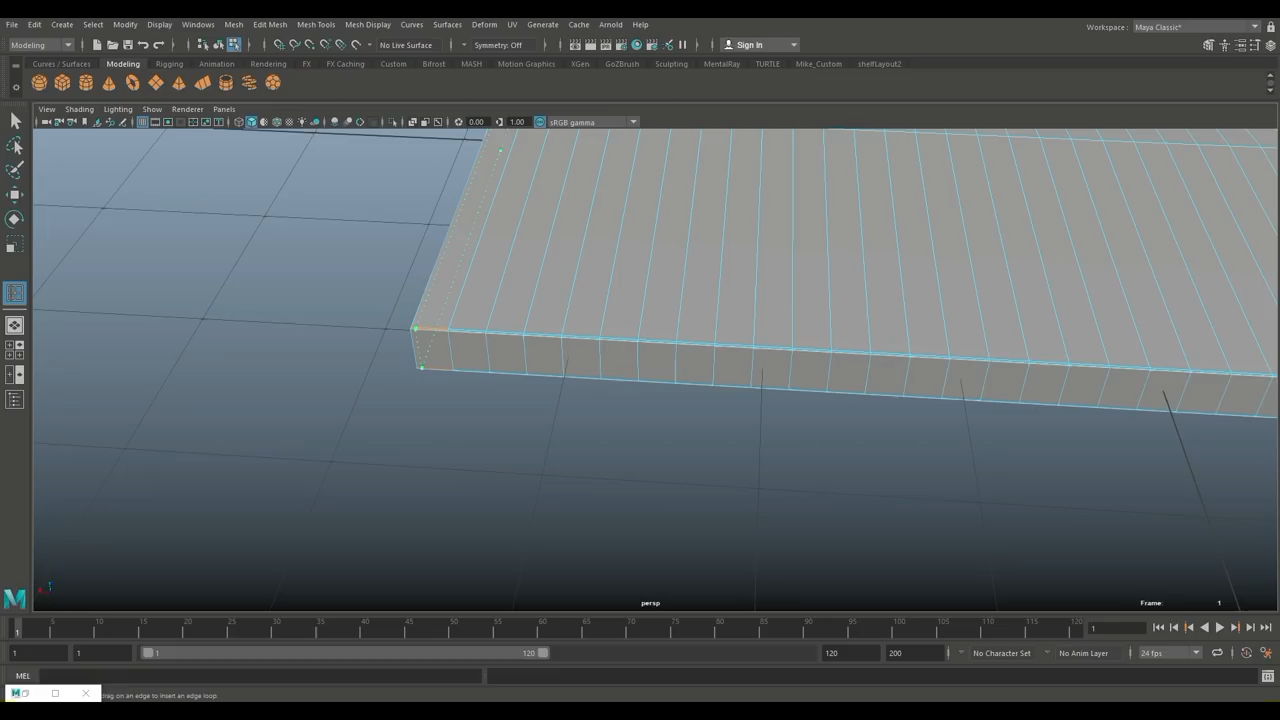 File Edit Create Select Modify Display Windows Mesh Edit Mesh Mesh Tools Mesh Display Curves Surfaces Deform UV Generate Cache Arnold Help Workspace : Maya Classic*
Modeling No Live Surface Symmetry: Off Sign In
Curves / Surfaces Modeling Rigging Animation Rendering FX FX Caching Custom Bifrost MASH Motion Graphics XGen GoZBrush Sculpting MentalRay TURTLE Mike_Custom shelfLayout2
View Shading Lighting Show Renderer Panels
0.00 1.00 sRGB gamma
persp Frame: 1
5 10 15 20 25 30 35 40 45 50 55 60 65 70 75 80 85 90 95 100 105 110 115 120
1 1
1 1 1 120 120 200 No Character Set No Anim Layer 24 fps
MEL
drag on an edge to insert an edge loop.